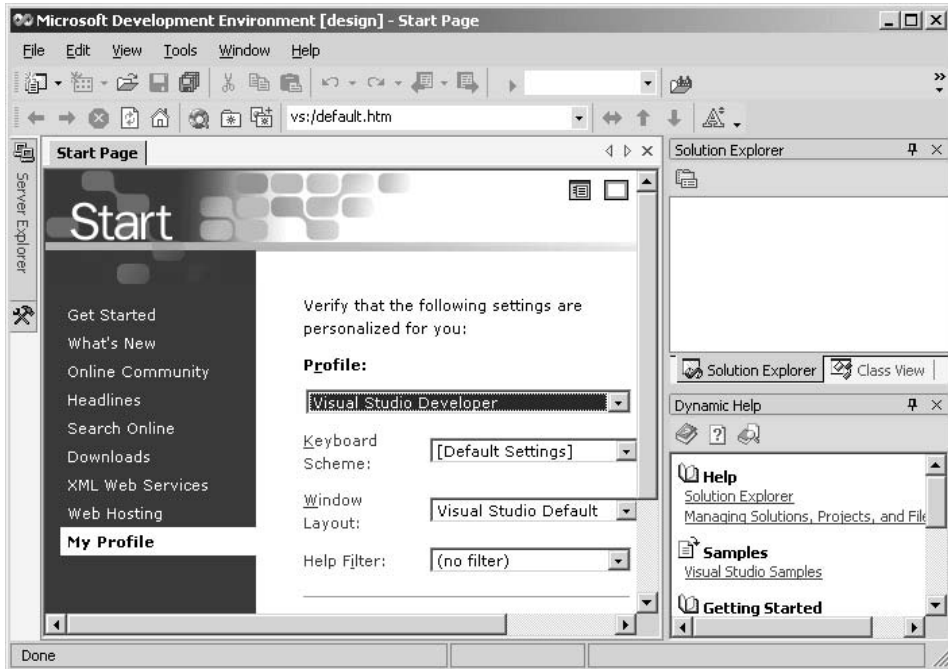 Microsoft Development Environment [design] - Start Page
File Edit View Tools Window Help
vs:/default.htm
Server Explorer
Start Page
Start
Get Started
What's New
Online Community
Headlines
Search Online
Downloads
XML Web Services
Web Hosting
My Profile
Verify that the following settings are
personalized for you:
Profile:
Visual Studio Developer
Keyboard
Scheme:
[Default Settings]
Window
Layout:
Visual Studio Default
Help Filter:
(no filter)
Solution Explorer
Solution Explorer Class View
Dynamic Help
Help
Solution Explorer
Managing Solutions, Projects, and File
Samples
Visual Studio Samples
Getting Started
Done